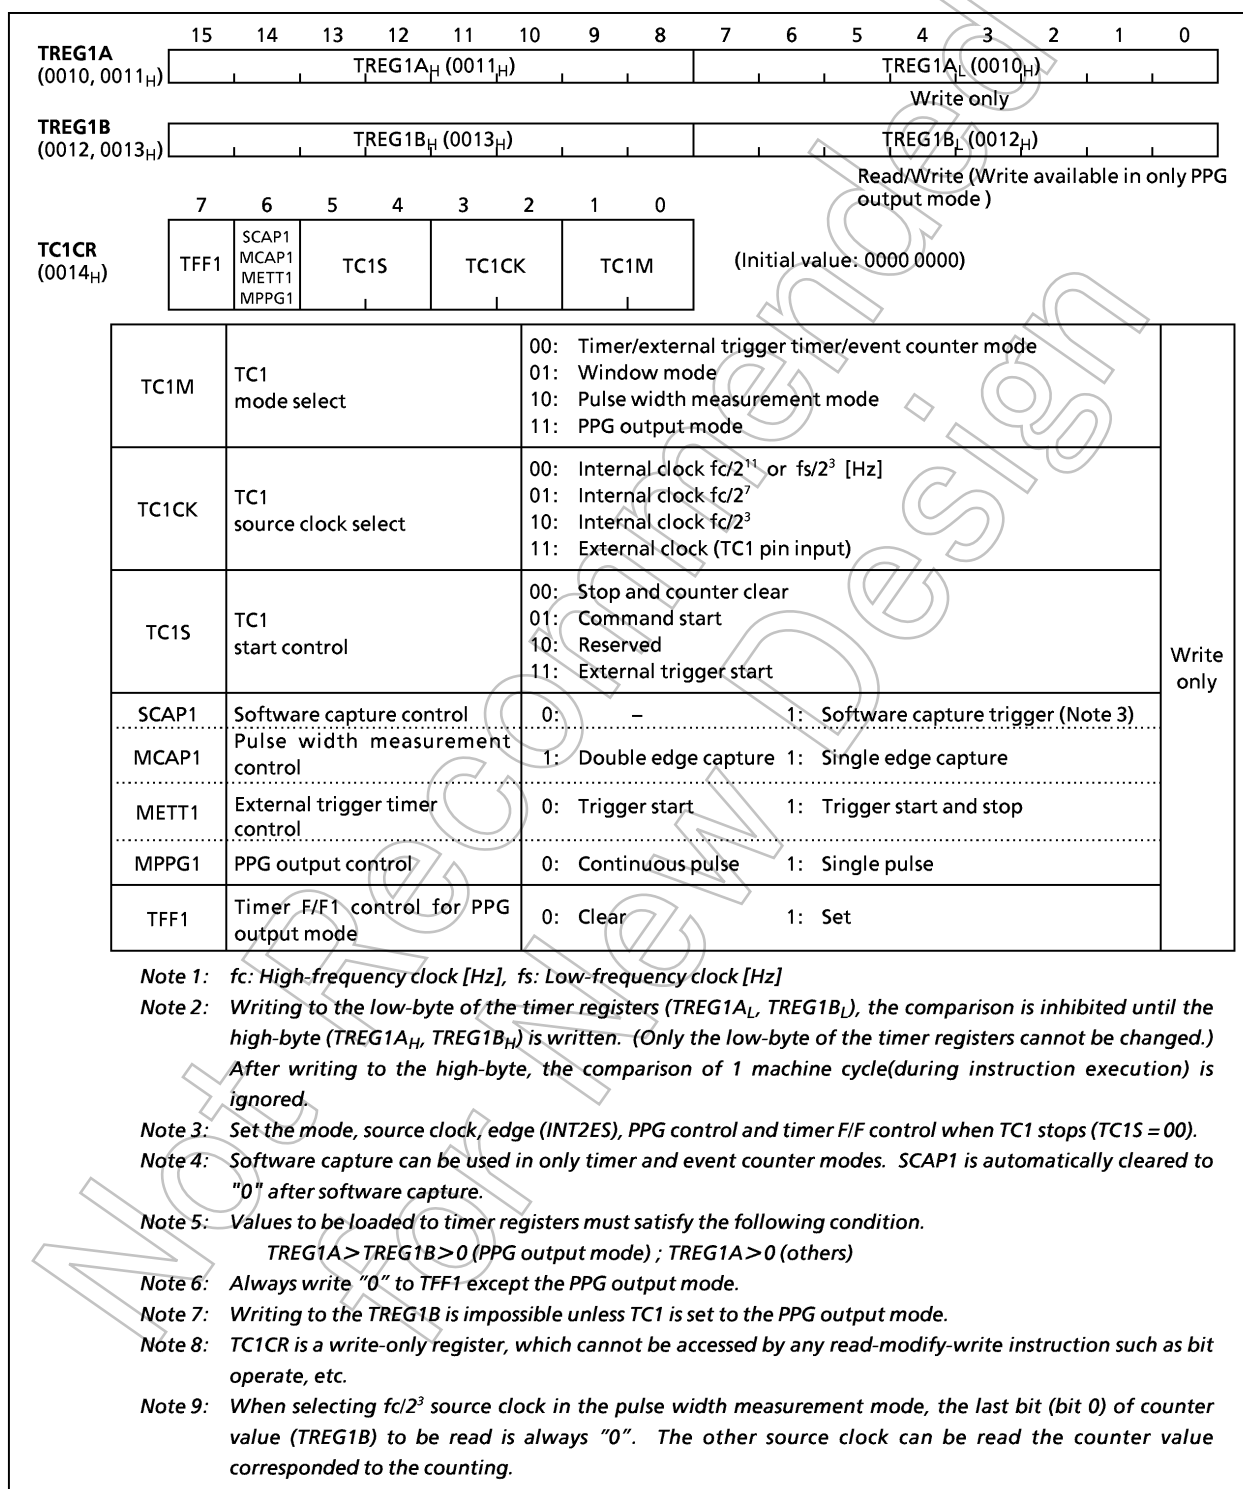 15 14 13 12 11 10 9 8 7 6 5 4 3 2 1 0
TREG1A
(0010, 0011H)
TREG1AH (0011H) TREG1AL (0010H)
Write only
TREG1B
(0012, 0013H)
TREG1BH (0013H) TREG1BL (0012H)
Read/Write (Write available in only PPG
output mode )
7 6 5 4 3 2 1 0
TC1CR
(0014H)
TFF1
SCAP1
MCAP1
METT1
MPPG1
TC1S TC1CK TC1M
(Initial value: 0000 0000)
TC1M
TC1
mode select
00: Timer/external trigger timer/event counter mode
01: Window mode
10: Pulse width measurement mode
11: PPG output mode
TC1CK
TC1
source clock select
00: Internal clock fc/2¹¹ or fs/2³ [Hz]
01: Internal clock fc/2⁷
10: Internal clock fc/2³
11: External clock (TC1 pin input)
TC1S
TC1
start control
00: Stop and counter clear
01: Command start
10: Reserved
11: External trigger start
Write
only
SCAP1 Software capture control 0: – 1: Software capture trigger (Note 3)
MCAP1
Pulse width measurement
control
1: Double edge capture 1: Single edge capture
METT1
External trigger timer
control
0: Trigger start 1: Trigger start and stop
MPPG1 PPG output control 0: Continuous pulse 1: Single pulse
TFF1
Timer F/F1 control for PPG
output mode
0: Clear 1: Set
Note 1: fc: High-frequency clock [Hz], fs: Low-frequency clock [Hz]
Note 2: Writing to the low-byte of the timer registers (TREG1AL, TREG1BL), the comparison is inhibited until the
high-byte (TREG1AH, TREG1BH) is written. (Only the low-byte of the timer registers cannot be changed.)
After writing to the high-byte, the comparison of 1 machine cycle(during instruction execution) is
ignored.
Note 3: Set the mode, source clock, edge (INT2ES), PPG control and timer F/F control when TC1 stops (TC1S = 00).
Note 4: Software capture can be used in only timer and event counter modes. SCAP1 is automatically cleared to
"0" after software capture.
Note 5: Values to be loaded to timer registers must satisfy the following condition.
TREG1A>TREG1B>0 (PPG output mode) ; TREG1A>0 (others)
Note 6: Always write ″0″ to TFF1 except the PPG output mode.
Note 7: Writing to the TREG1B is impossible unless TC1 is set to the PPG output mode.
Note 8: TC1CR is a write-only register, which cannot be accessed by any read-modify-write instruction such as bit
operate, etc.
Note 9: When selecting fc/2³ source clock in the pulse width measurement mode, the last bit (bit 0) of counter
value (TREG1B) to be read is always ″0″. The other source clock can be read the counter value
corresponded to the counting.
Not Recommended
for New Design